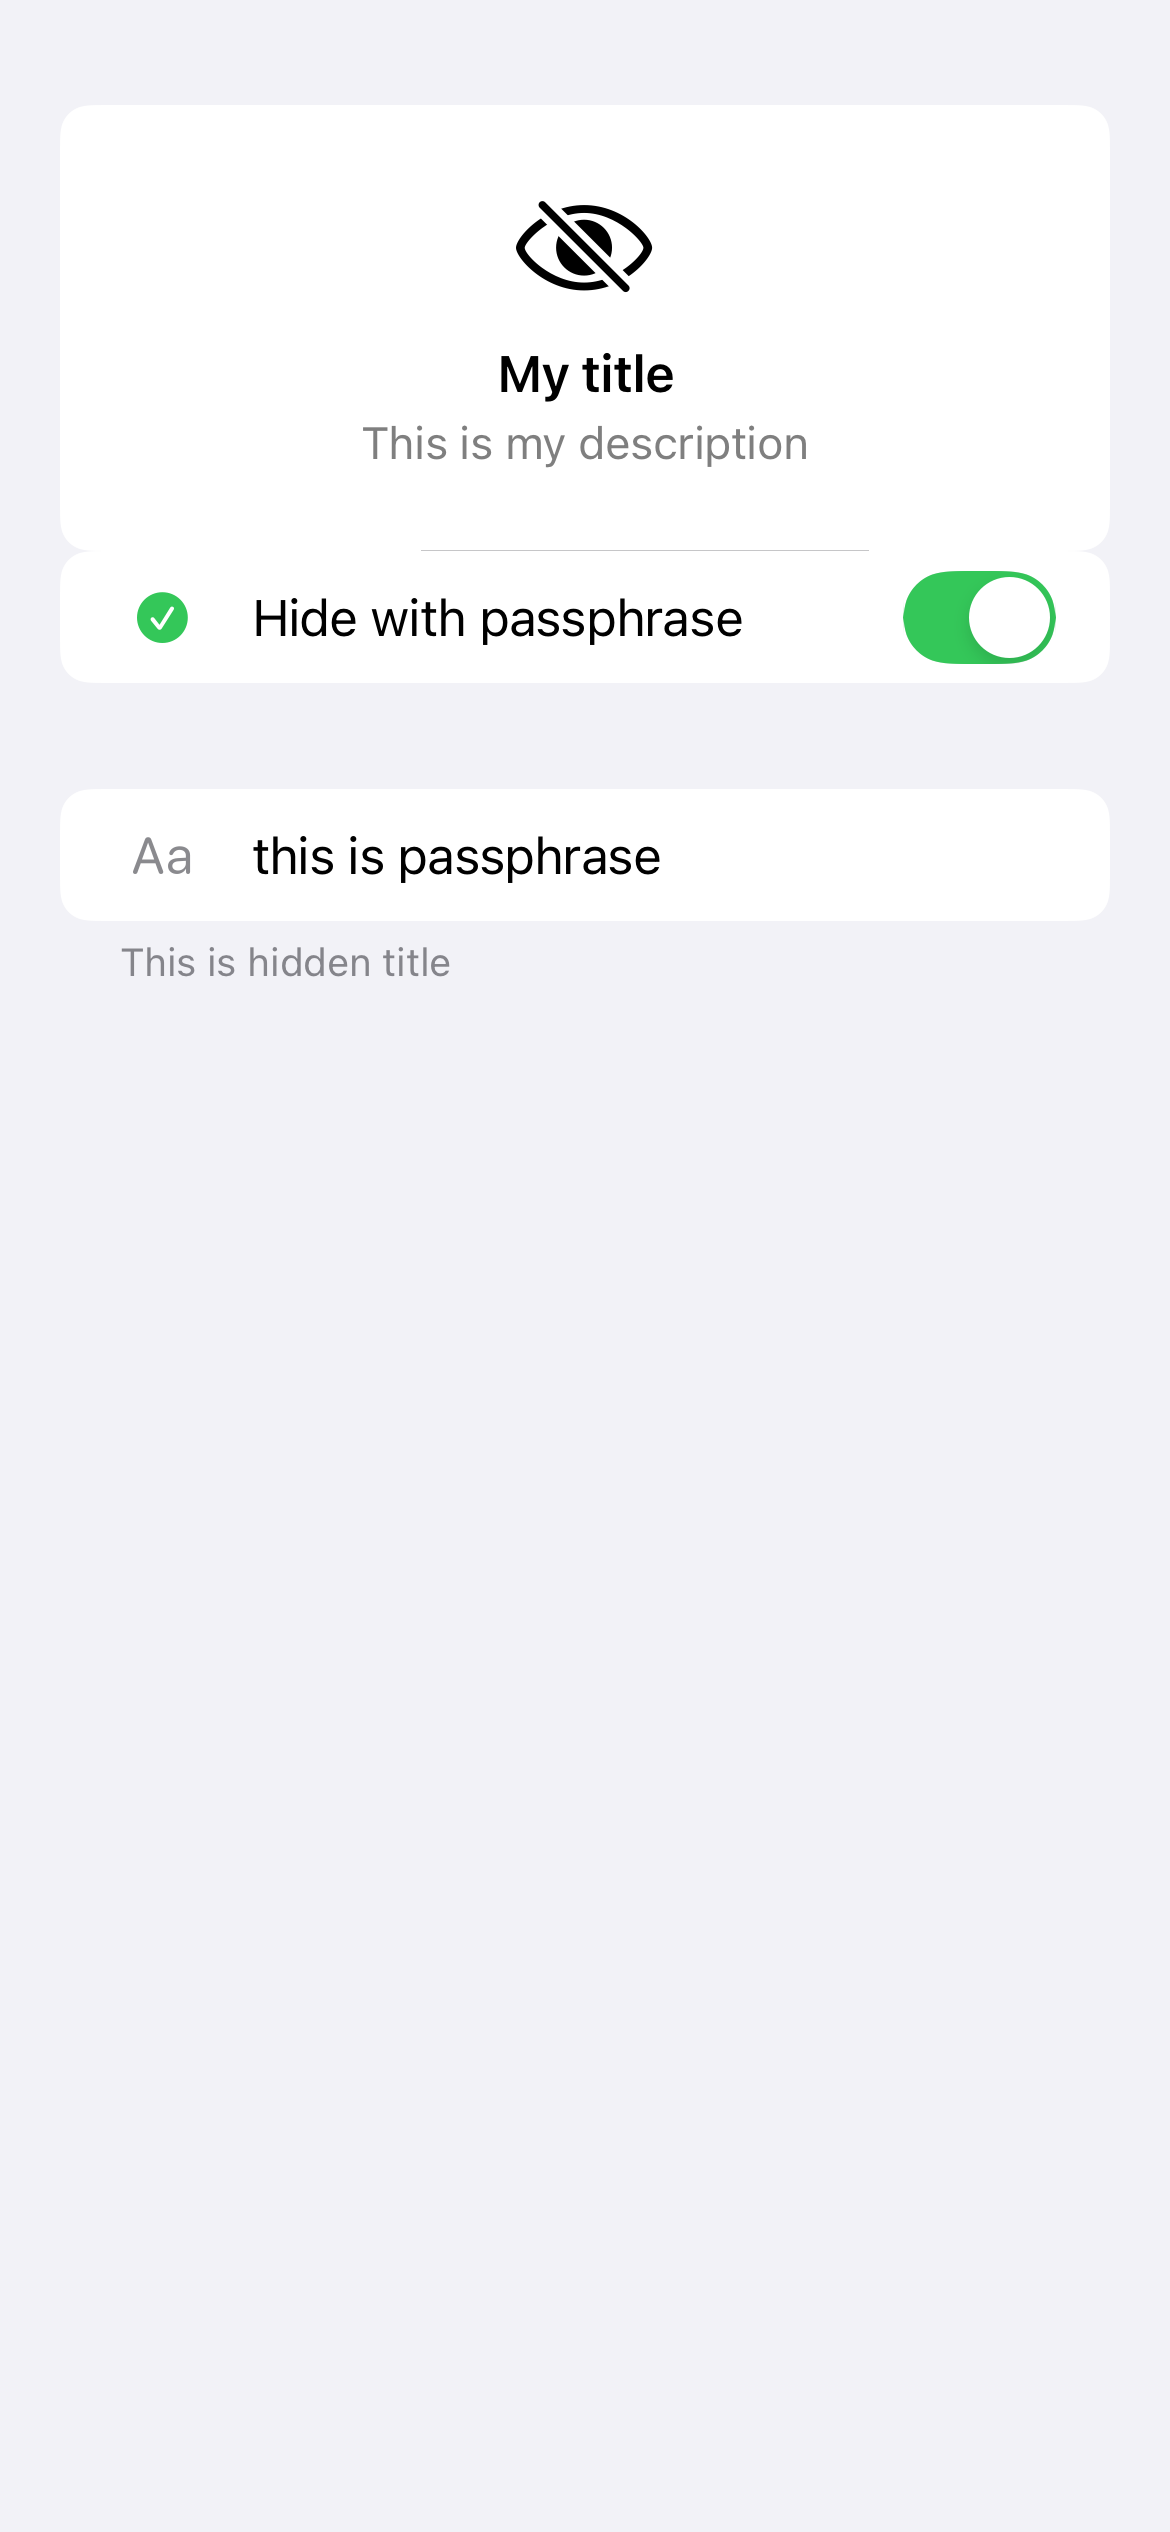 My title
This is my description
Hide with passphrase
Aa this is passphrase
This is hidden title